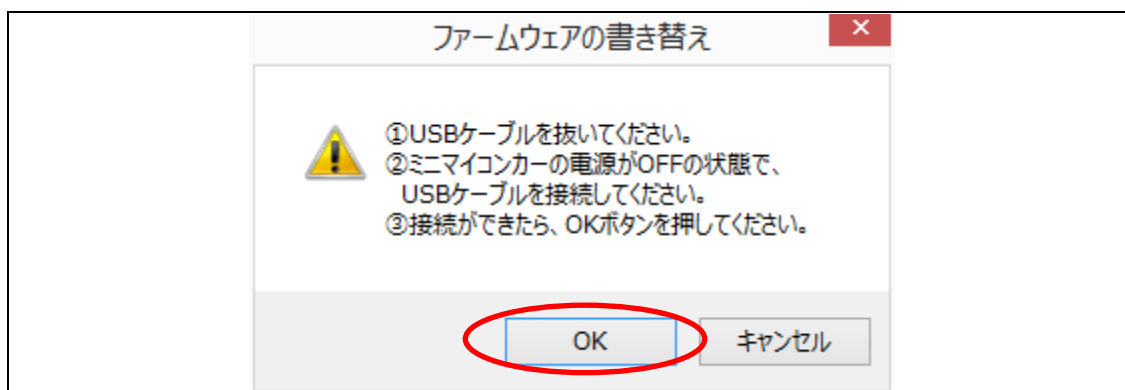 ファームウェアの書き替え
①USBケーブルを抜いてください。
②ミニマイコンカーの電源がOFFの状態で、
USBケーブルを接続してください。
③接続ができたら、OKボタンを押してください。
OK
キャンセル